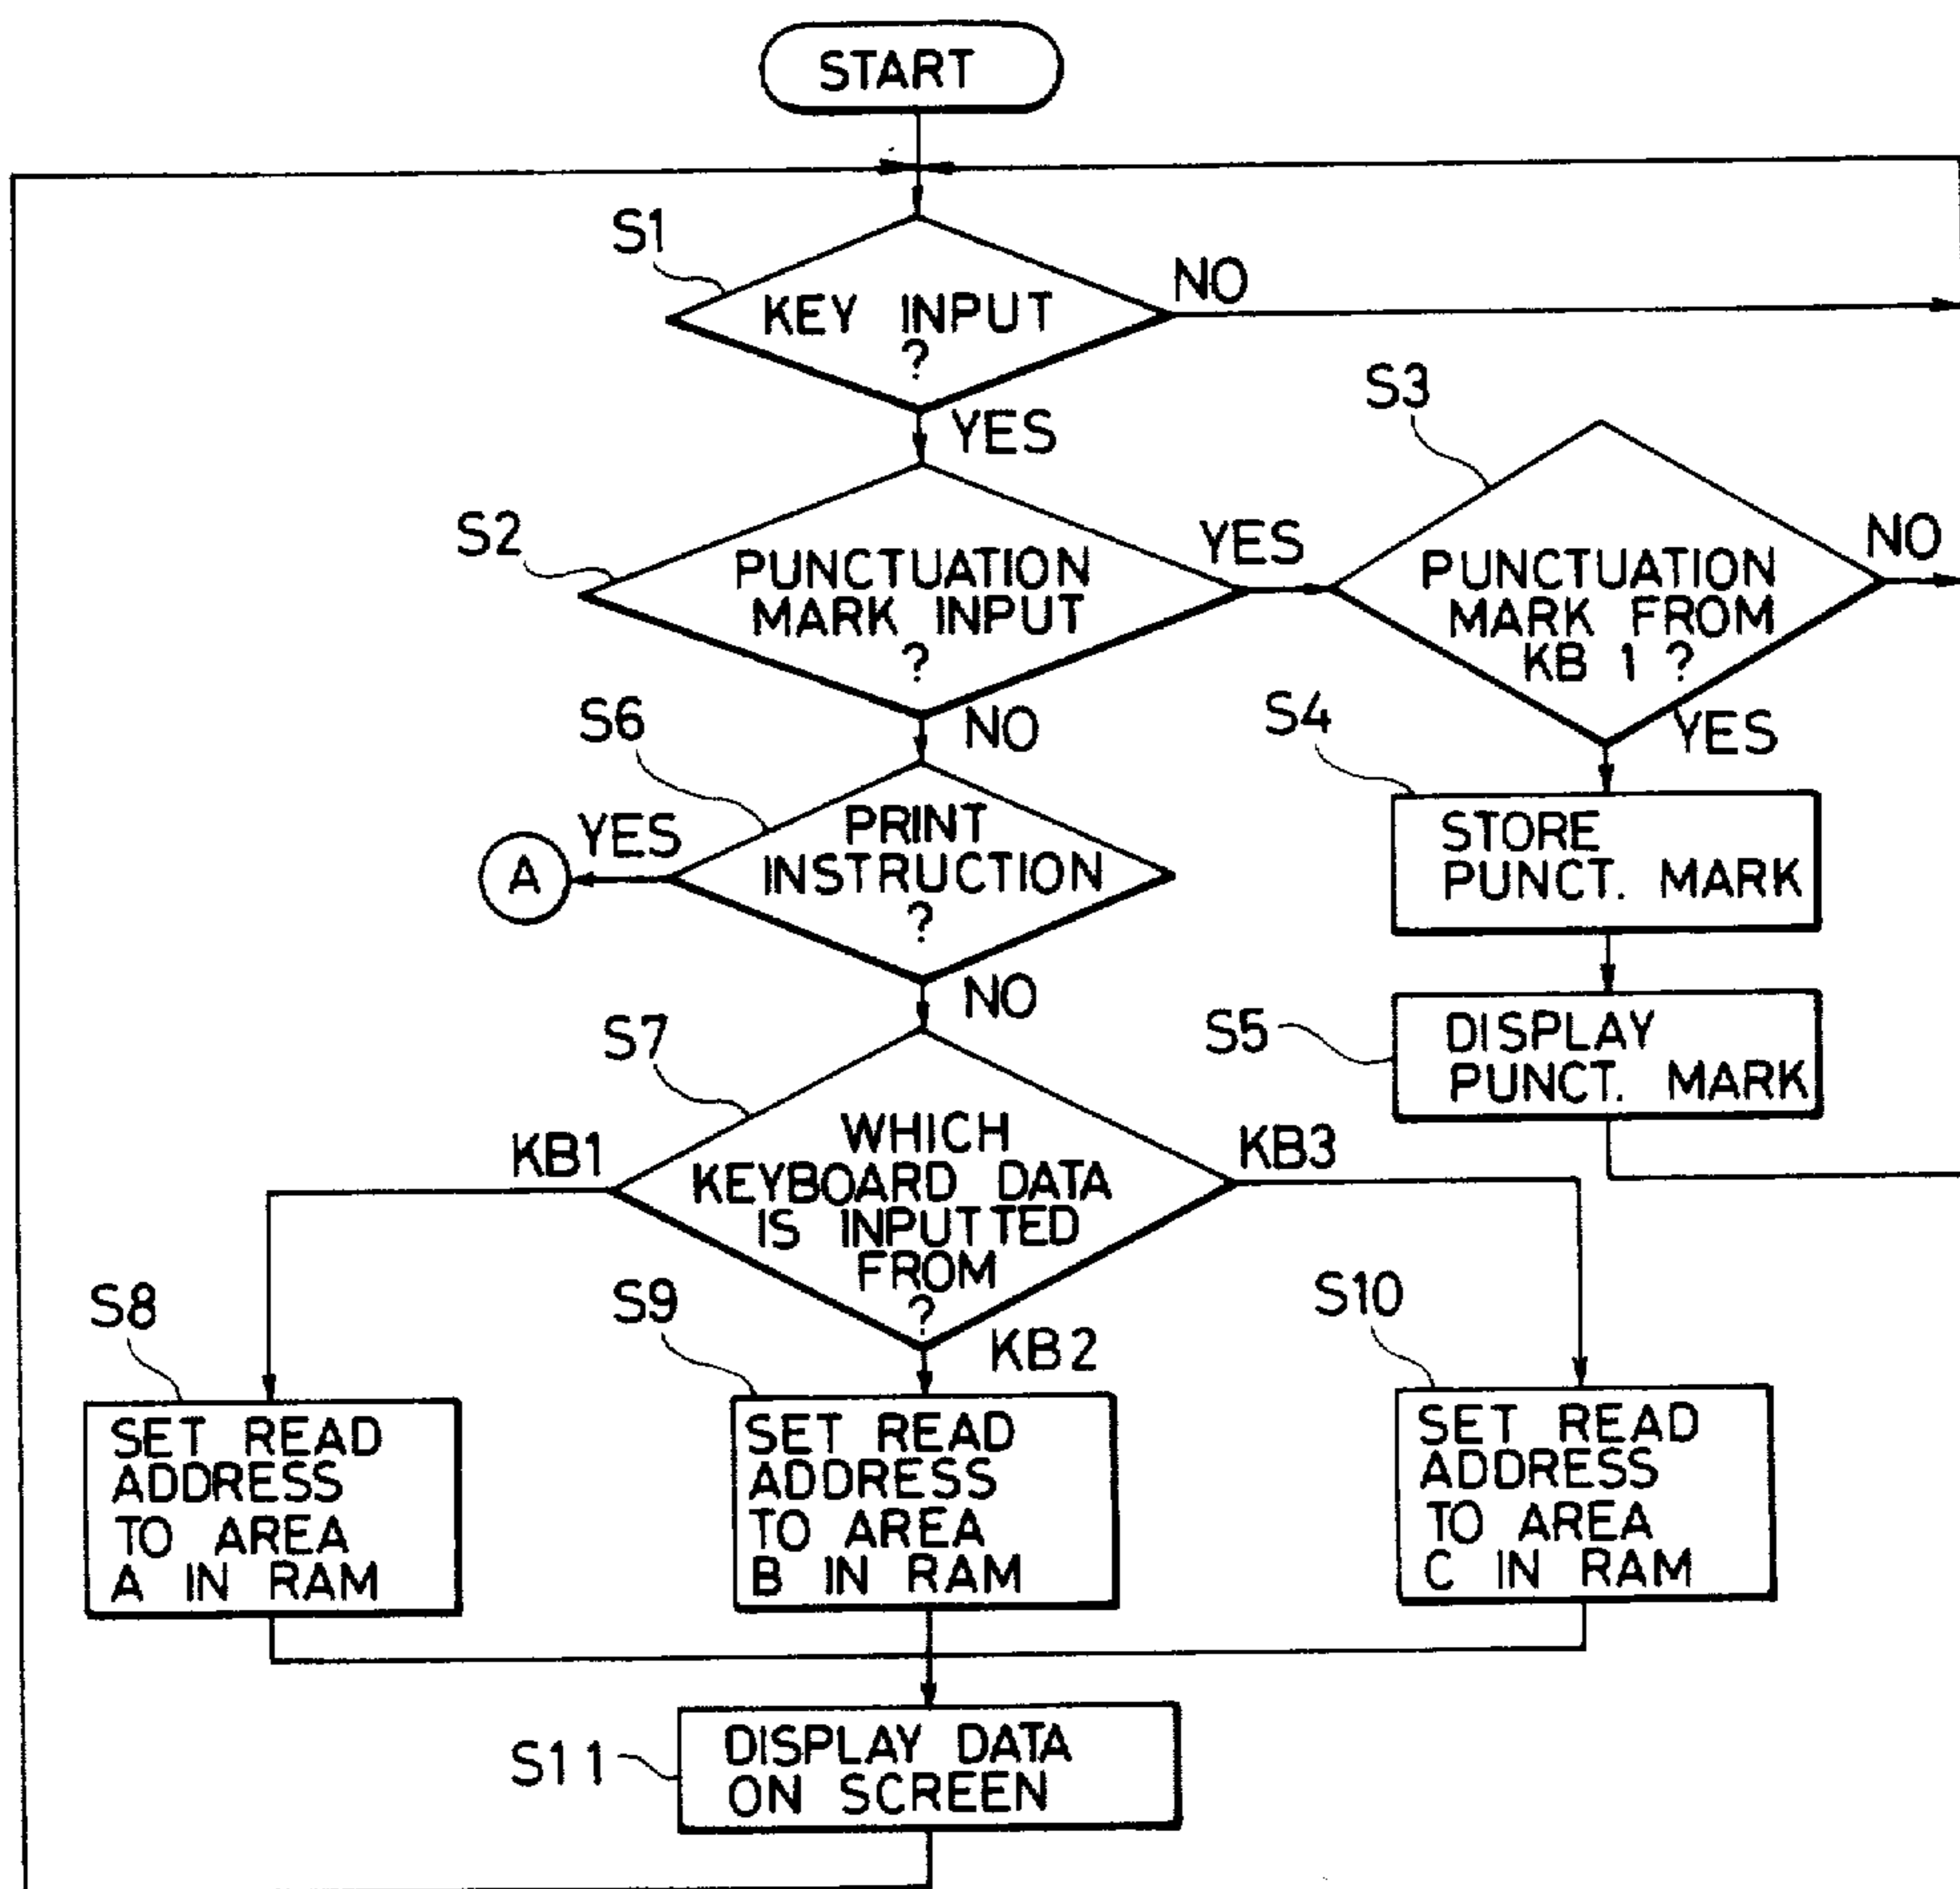 START
S1
KEY INPUT
?
NO
YES
S2
PUNCTUATION
MARK INPUT
?
YES
S3
PUNCTUATION
MARK FROM
KB 1 ?
NO
YES
S4
STORE
PUNCT. MARK
S5
DISPLAY
PUNCT. MARK
NO
S6
PRINT
INSTRUCTION
?
YES
A
NO
S7
WHICH
KEYBOARD DATA
IS INPUTTED
FROM
?
KB1
KB2
KB3
S8
SET READ
ADDRESS
TO AREA
A IN RAM
S9
SET READ
ADDRESS
TO AREA
B IN RAM
S10
SET READ
ADDRESS
TO AREA
C IN RAM
S11
DISPLAY DATA
ON SCREEN